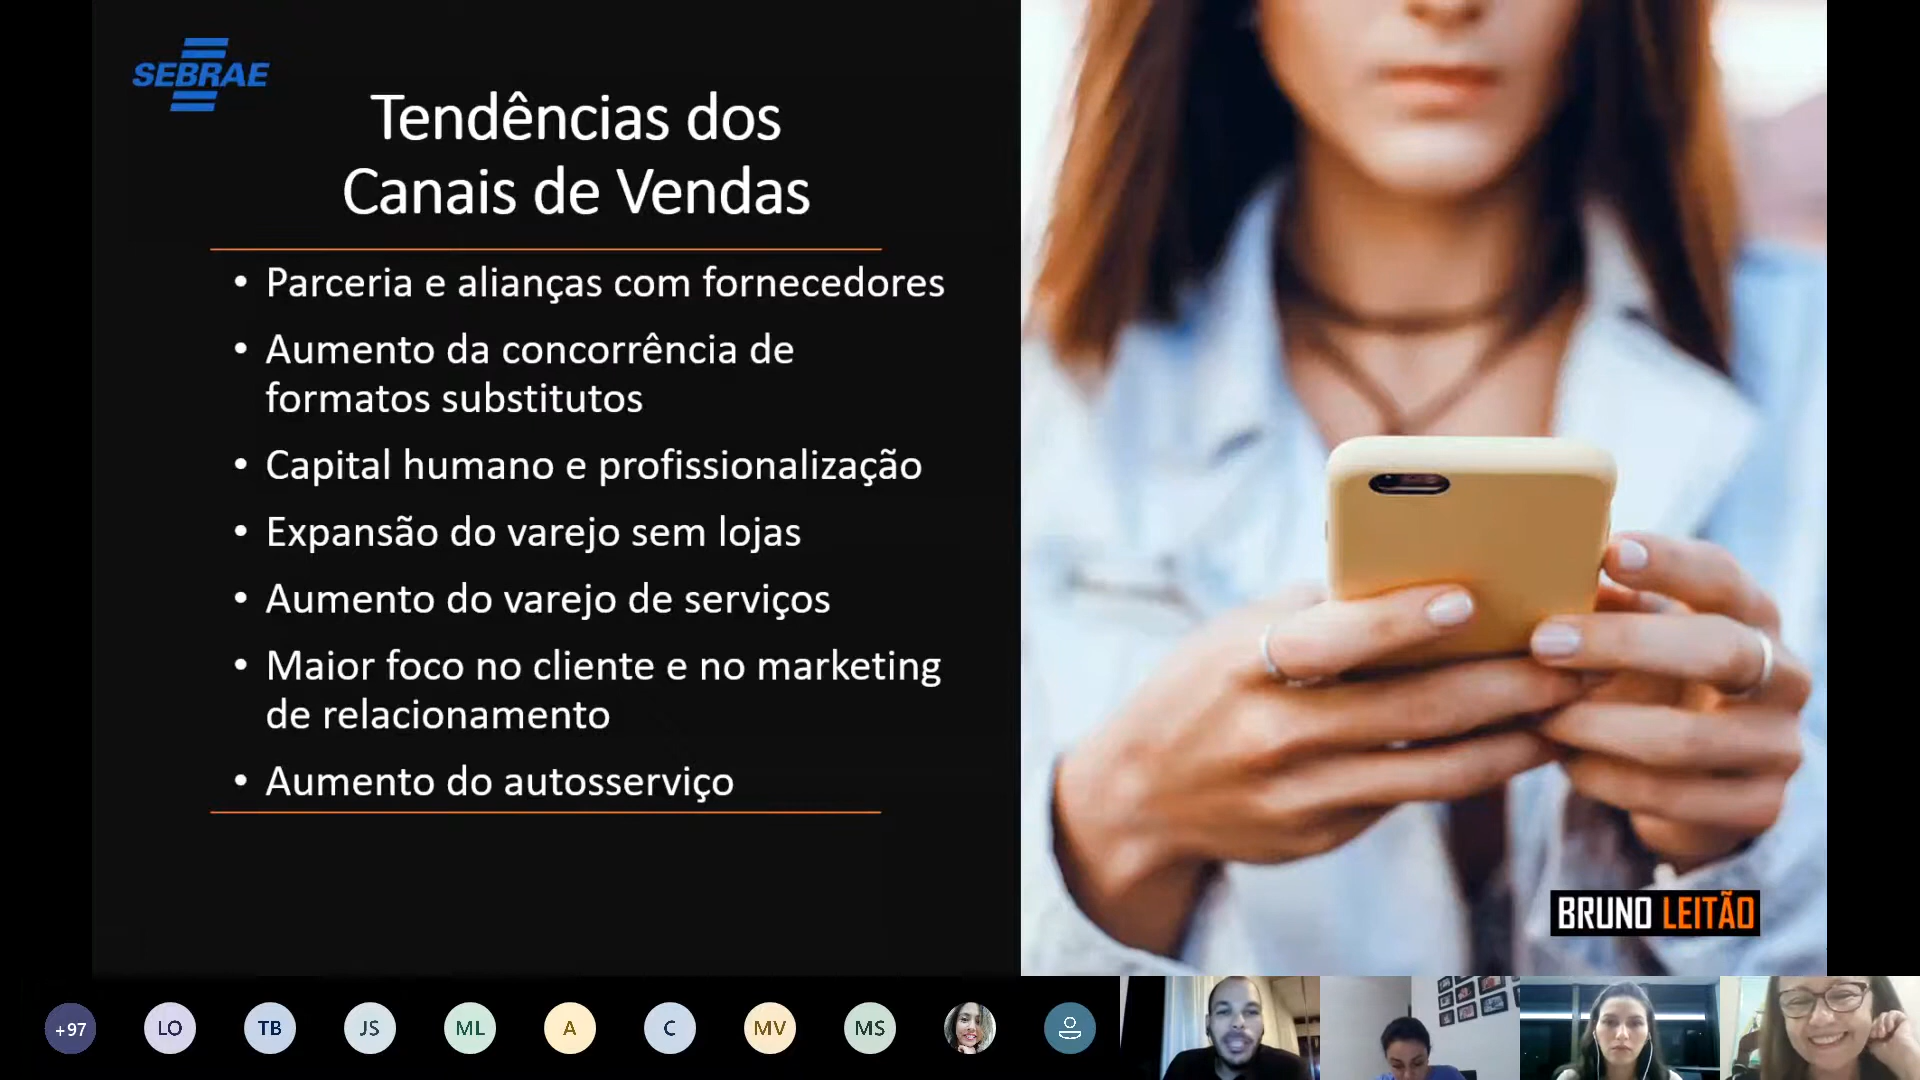 SEBRAE
Tendências dos
Canais de Vendas
• Parceria e alianças com fornecedores
• Aumento da concorrência de
formatos substitutos
• Capital humano e profissionalização
• Expansão do varejo sem lojas
• Aumento do varejo de serviços
• Maior foco no cliente e no marketing
de relacionamento
• Aumento do autosserviço
BRUNO LEITÃO
+97 LO TB JS ML A C MV MS